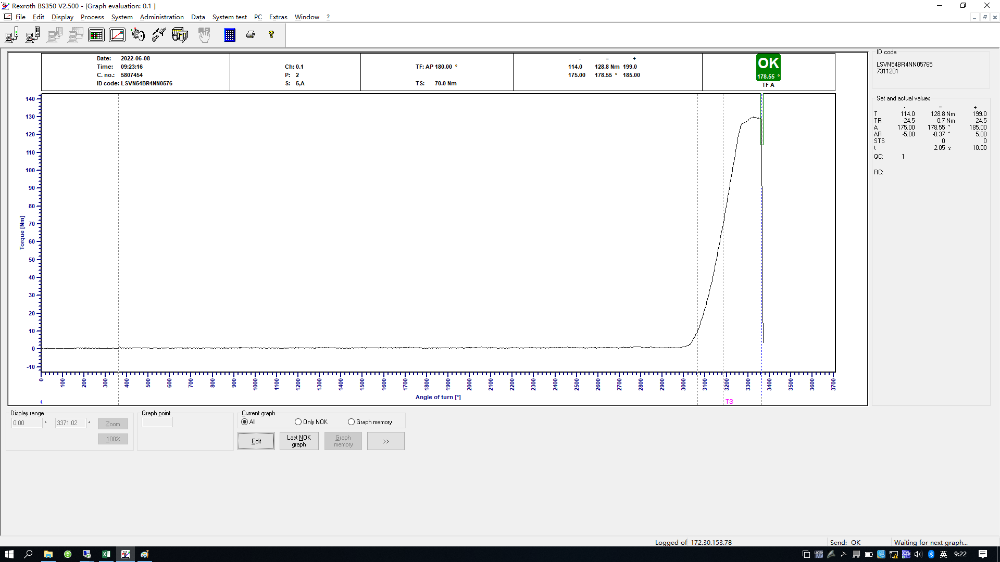 Rexroth BS350 V2.500 - [Graph evaluation: 0.1 ]
File Edit Display Process System Administration Data System test PC Extras Window ?
Date: 2022-06-08
Time: 09:23:16
C. no.: 5807454
ID code: LSVN54BR4NN0576
Ch: 0.1
P: 2
S: 5,A
TF: AP 180.00 °
TS: 70.0 Nm
- = +
114.0 128.8 Nm 199.0
175.00 178.55 ° 185.00
OK
178.55 °
TF A
ID code
LSVN54BR4NN05765
7311201
Set and actual values
- = +
T 114.0 128.8 Nm 199.0
TR -24.5 0.7 Nm 24.5
A 175.00 178.55 ° 185.00
AR -5.00 -0.37 ° 5.00
STS 0 0
t 2.05 s 10.00
QC: 1
RC:
140
130
120
110
100
90
80
70
60
50
40
30
20
10
0
-10
Torque [Nm]
0 100 200 300 400 500 600 700 800 900 1000 1100 1200 1300 1400 1500 1600 1700 1800 1900 2000 2100 2200 2300 2400 2500 2600 2700 2800 2900 3000 3100 3200 3300 3400 3500 3600 3700
Angle of turn [°]
TS
Display range
0.00 ° 3371.02 ° Zoom
100%
Graph point
Current graph
All Only NOK Graph memory
Edit
Last NOK graph
Graph memory
>>
Logged of 172.30.153.78
Send: OK
Waiting for next graph...
英 9:22